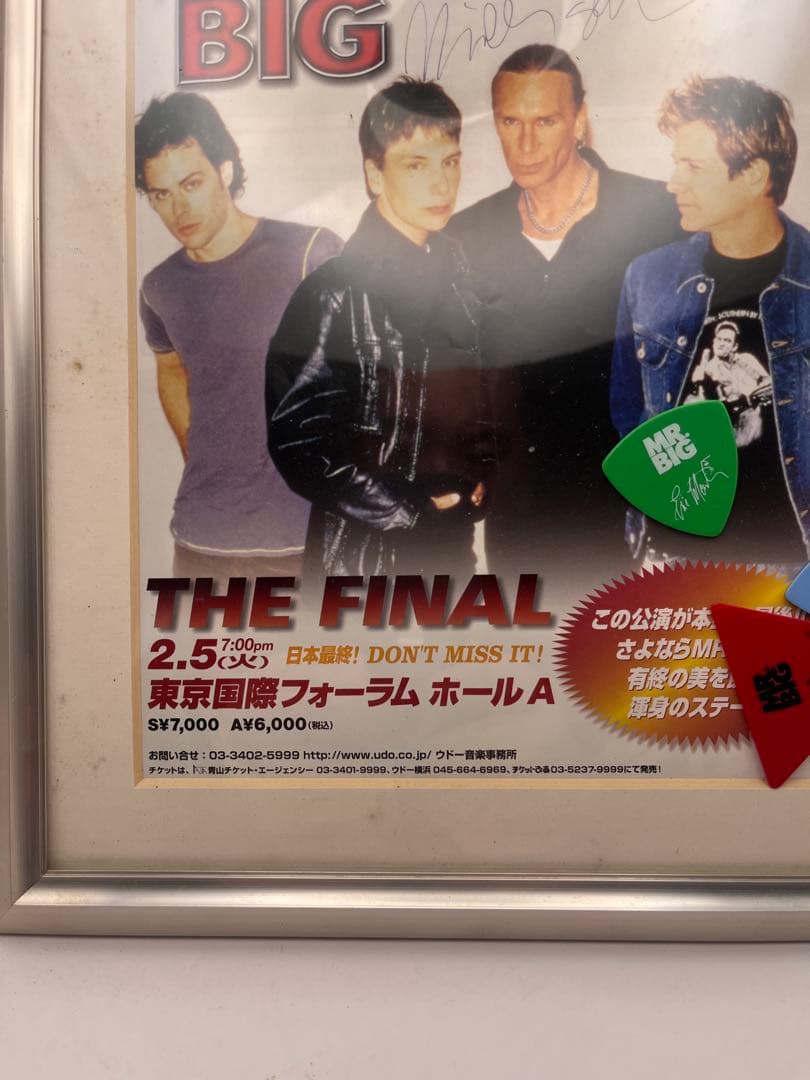 BIG
MR.
BIG
THE FINAL
2.5(火) 7:00pm 日本最終! DON'T MISS IT!
東京国際フォーラム ホールA
S¥7,000 A¥6,000(税込)
お問い合せ:03-3402-5999 http://www.udo.co.jp/ ウドー音楽事務所
チケットは、青山チケット・エージェンシー 03-3401-9999、ウドー横浜 045-664-6969、チケットぴあ03-5237-9999にて発売!
この公演が本
さよならMR
有終の美を
渾身のステー
MR.
BIG